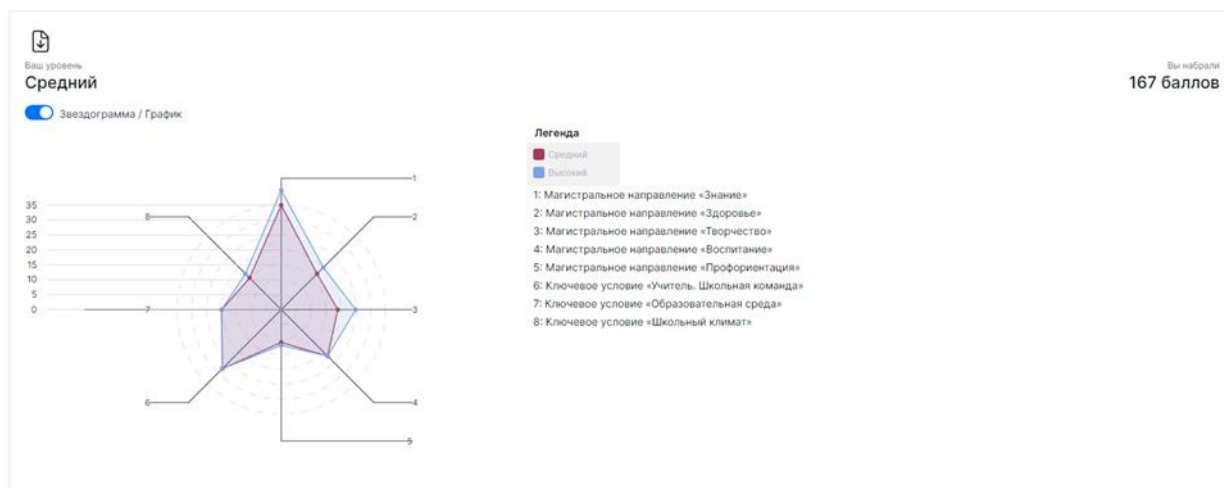 Ваш уровень
Средний
Вы набрали
167 баллов
Звездограмма / График
35
30
25
20
15
10
5
0
1
2
3
4
5
6
7
8
Легенда
Средний
Высокий
1: Магистральное направление «Знание»
2: Магистральное направление «Здоровье»
3: Магистральное направление «Творчество»
4: Магистральное направление «Воспитание»
5: Магистральное направление «Профориентация»
6: Ключевое условие «Учитель. Школьная команда»
7: Ключевое условие «Образовательная среда»
8: Ключевое условие «Школьный климат»